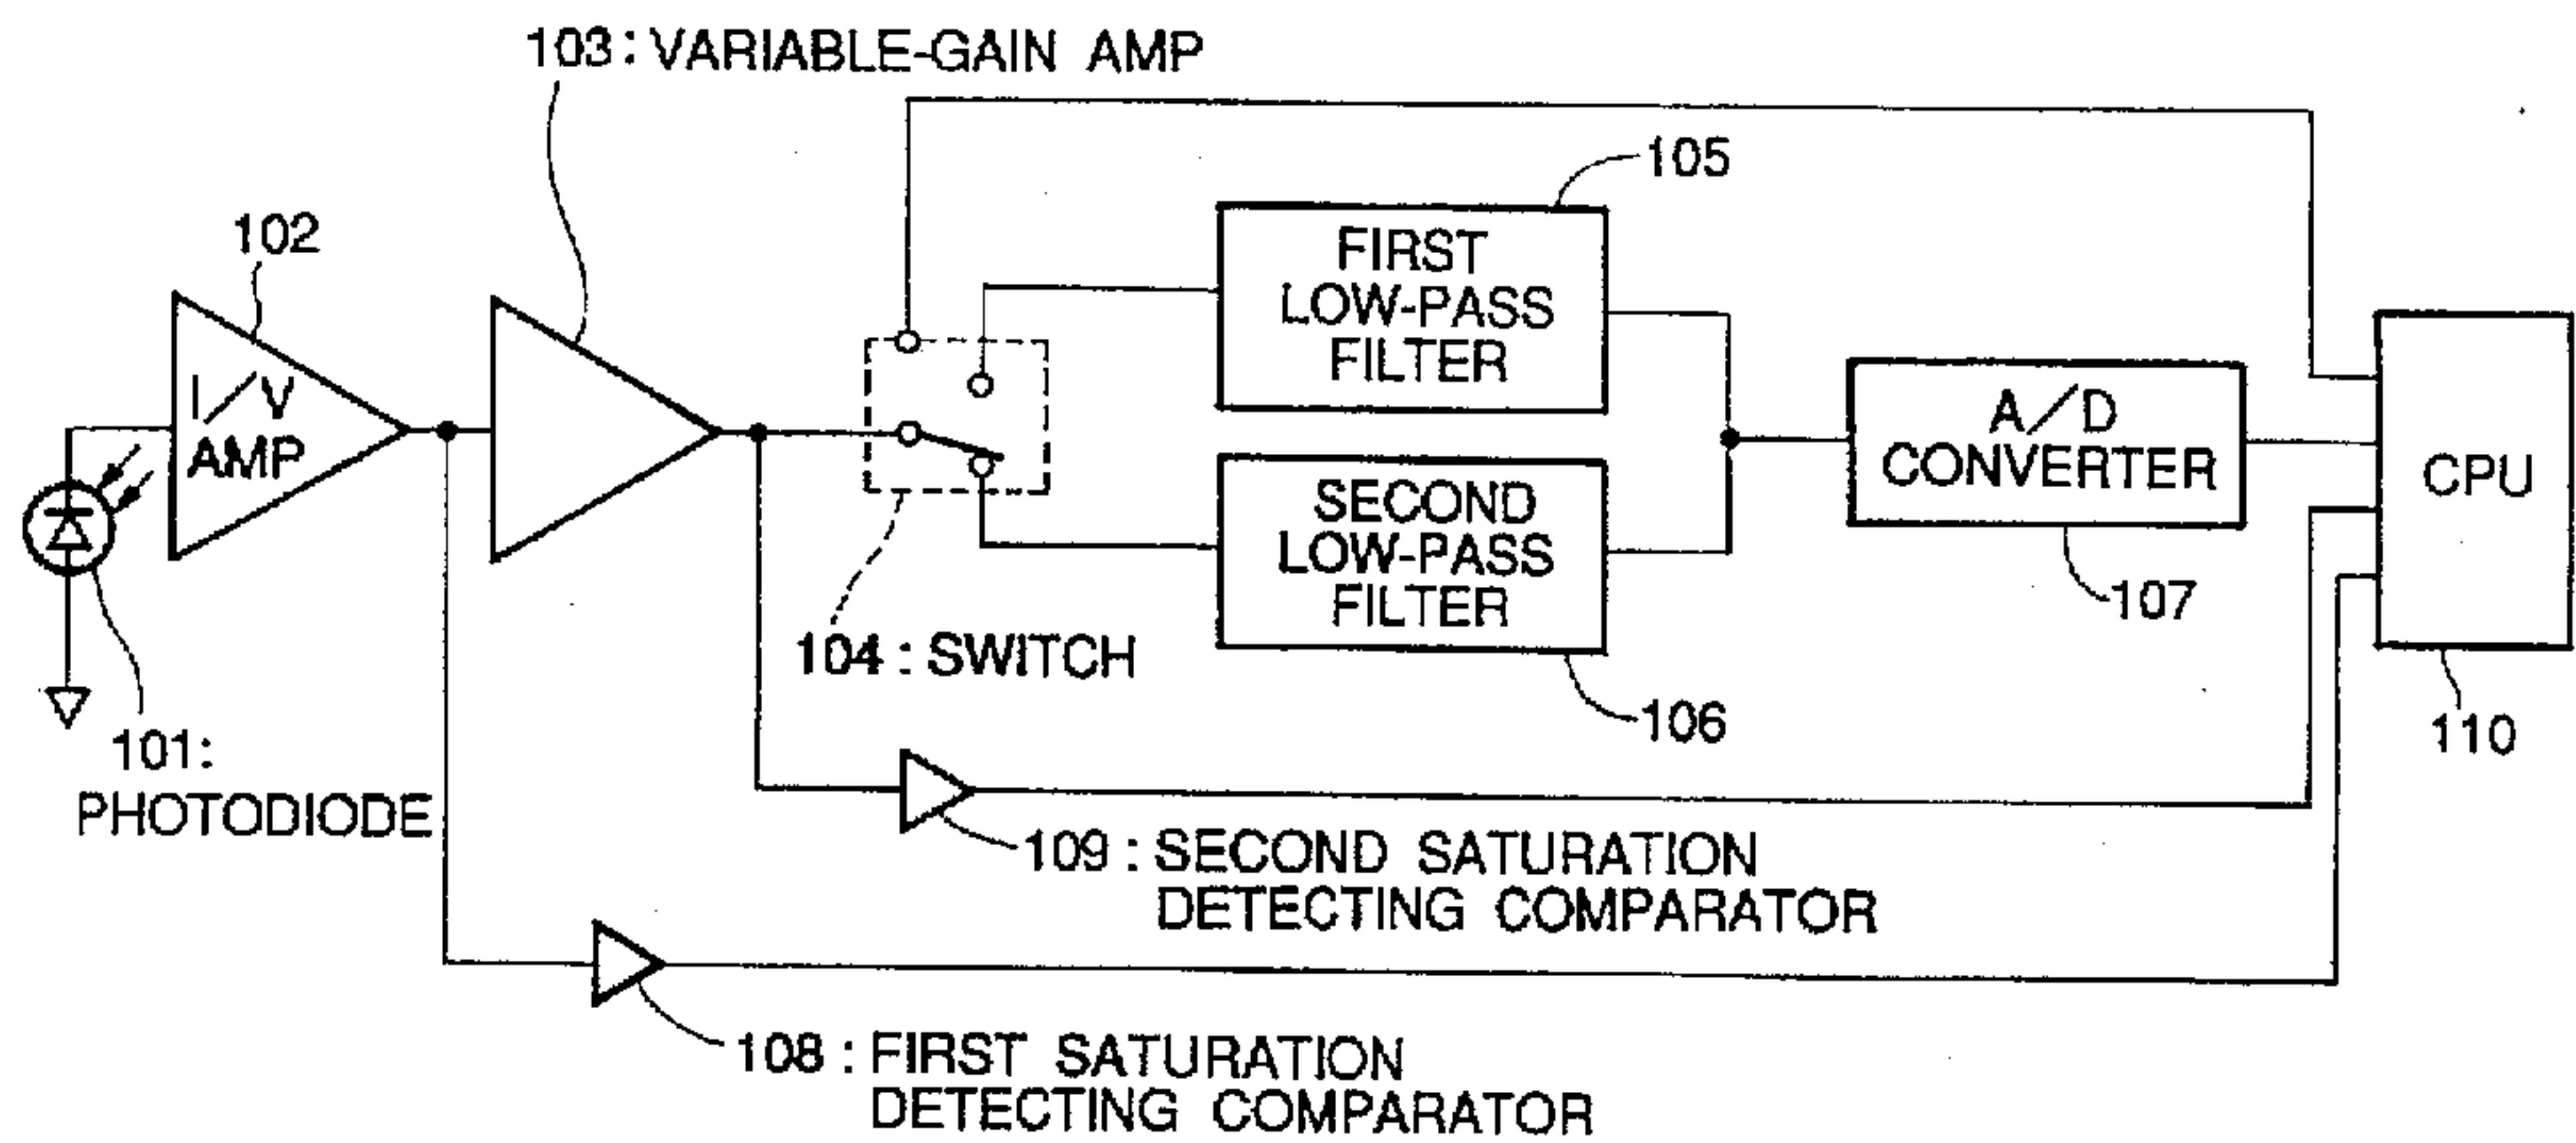 103: VARIABLE-GAIN AMP
105
102
FIRST
LOW-PASS
FILTER
I/V
AMP
A/D
CONVERTER
CPU
SECOND
LOW-PASS
FILTER
107
104: SWITCH
106
110
101:
PHOTODIODE
109: SECOND SATURATION
DETECTING COMPARATOR
108: FIRST SATURATION
DETECTING COMPARATOR